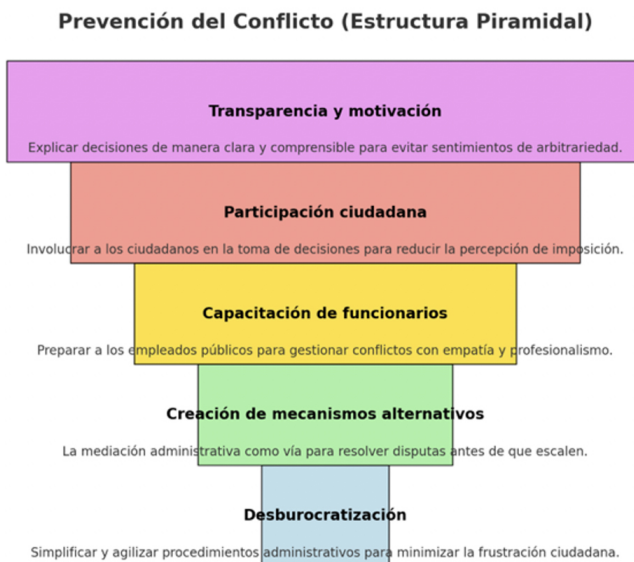 Prevención del Conflicto (Estructura Piramidal)
Transparencia y motivación
Explicar decisiones de manera clara y comprensible para evitar sentimientos de arbitrariedad.
Participación ciudadana
Involucrar a los ciudadanos en la toma de decisiones para reducir la percepción de imposición.
Capacitación de funcionarios
Preparar a los empleados públicos para gestionar conflictos con empatía y profesionalismo.
Creación de mecanismos alternativos
La mediación administrativa como vía para resolver disputas antes de que escalen.
Desburocratización
Simplificar y agilizar procedimientos administrativos para minimizar la frustración ciudadana.